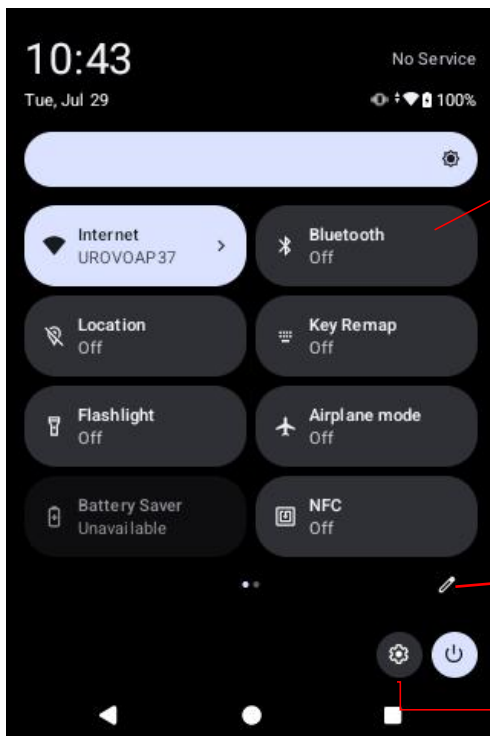 10:43
No Service
Tue, Jul 29
100%
Internet
UROVOAP37
Bluetooth
Off
Location
Off
Key Remap
Off
Flashlight
Off
Airplane mode
Off
Battery Saver
Unavailable
NFC
Off